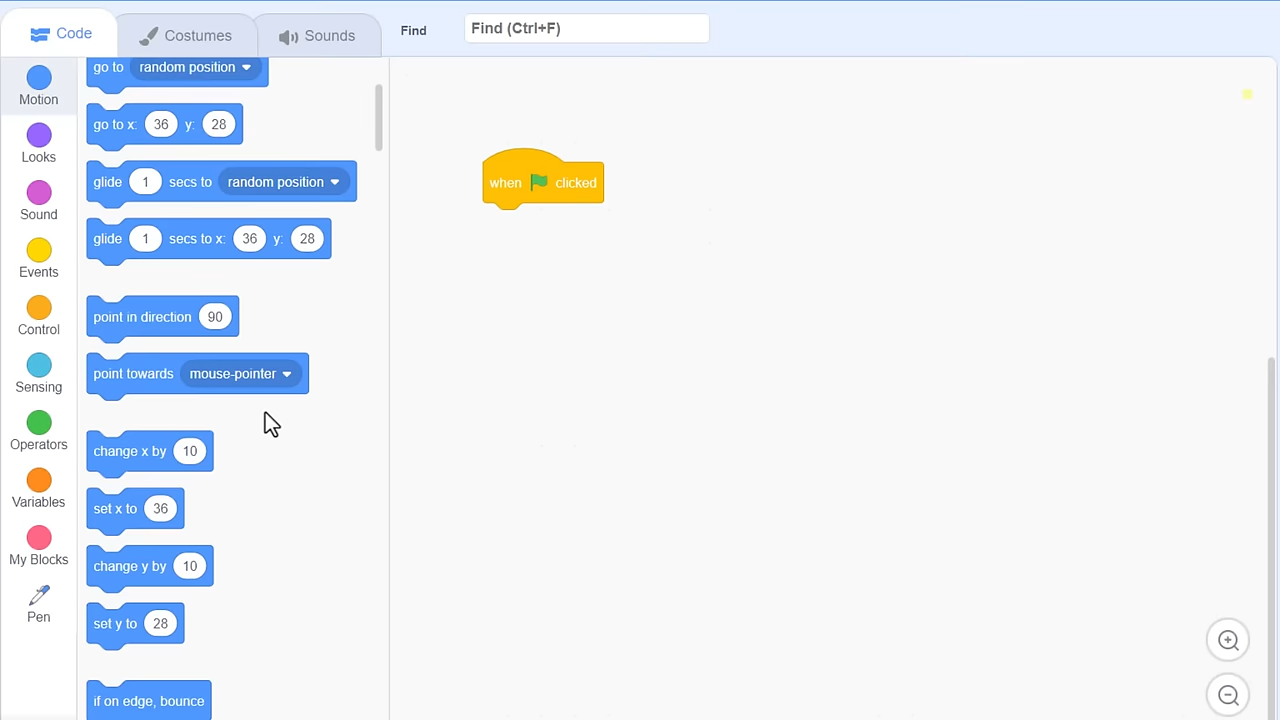 Code
Costumes
Sounds
Find
Find (Ctrl+F)
Motion
Looks
Sound
Events
Control
Sensing
Operators
Variables
My Blocks
Pen
go to random position
go to x: 36 y: 28
glide 1 secs to random position
glide 1 secs to x: 36 y: 28
point in direction 90
point towards mouse-pointer
change x by 10
set x to 36
change y by 10
set y to 28
if on edge, bounce
when clicked